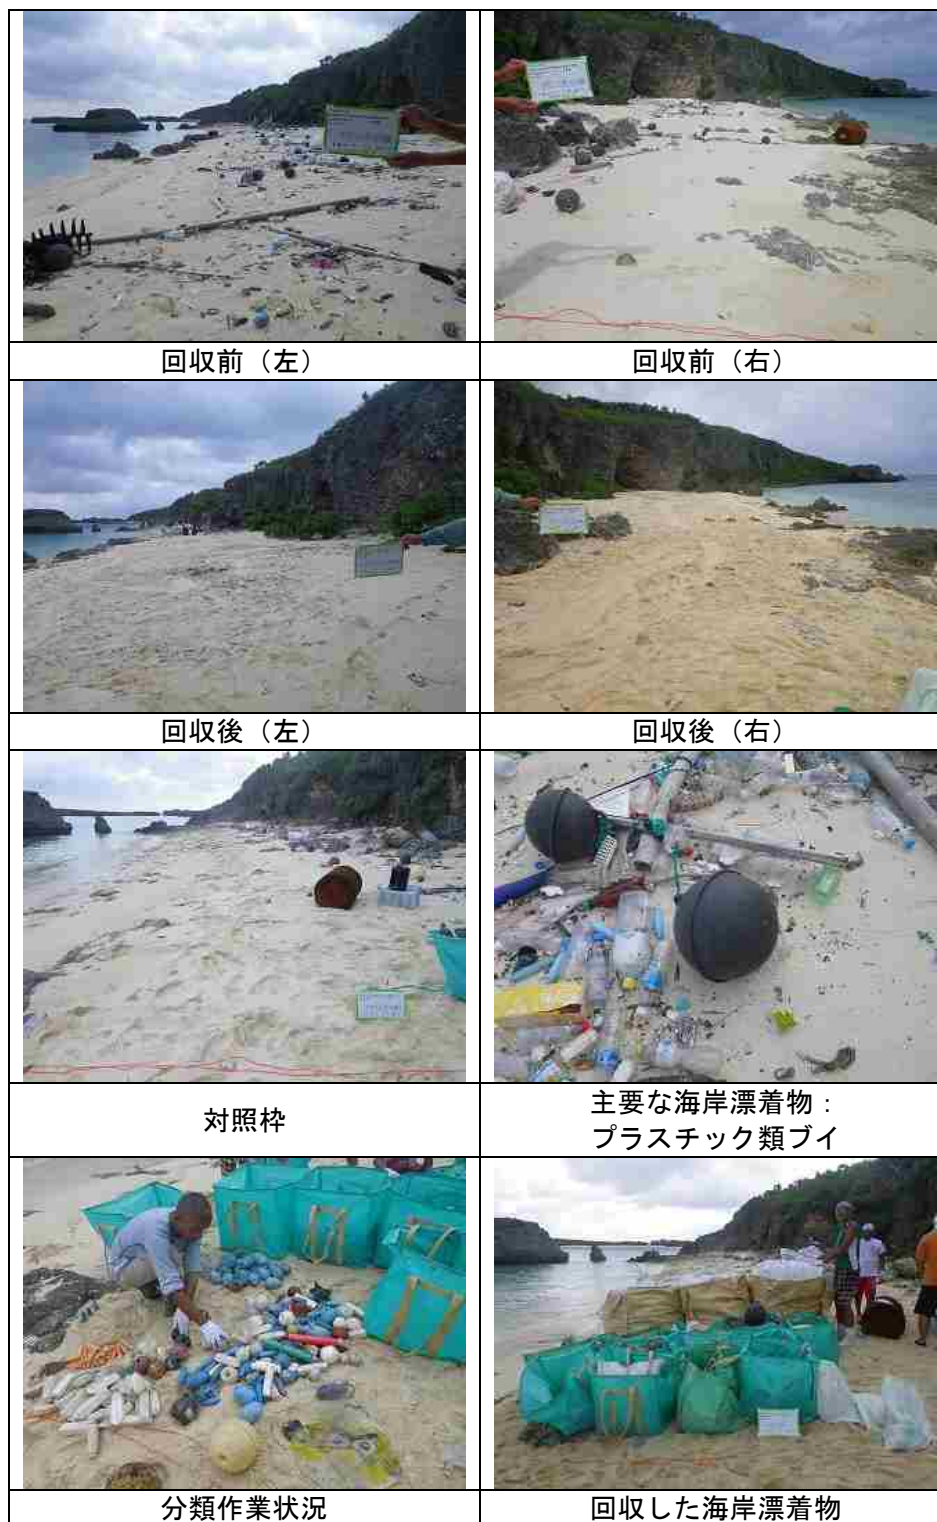 回収前（左）
回収前（右）
回収後（左）
回収後（右）
対照枠
主要な海岸漂着物：
プラスチック類ブイ
分類作業状況
回収した海岸漂着物